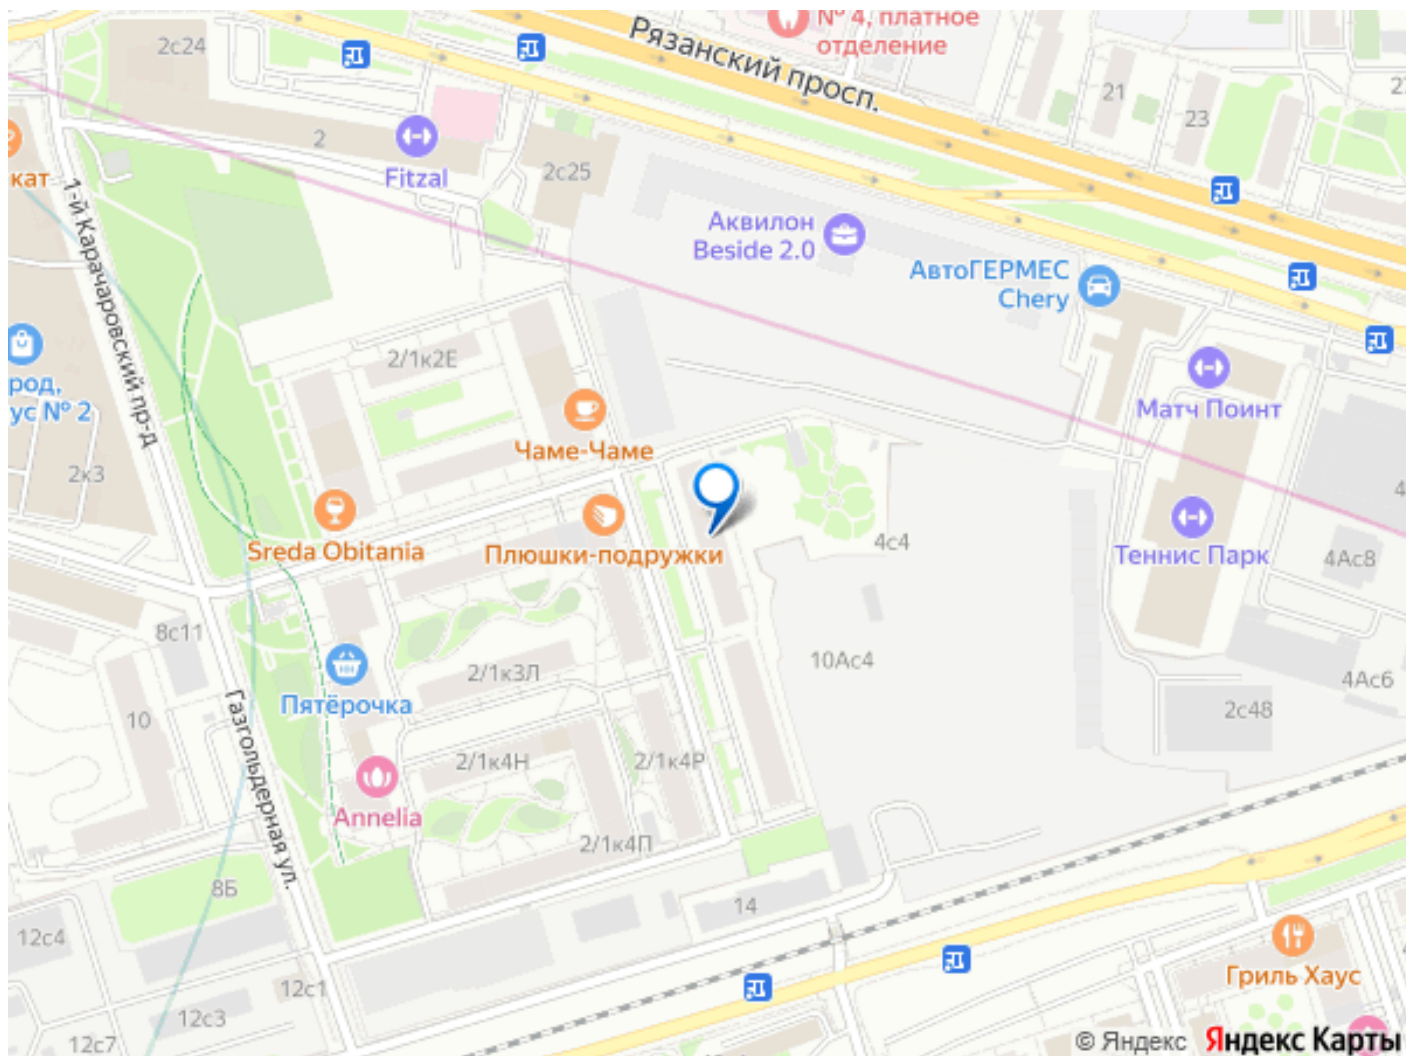 № 4, платное
отделение
Рязанский просп.
2с24
21
23
2
2с25
Fitzal
кат
1-й Карачаровский пр-д
Аквилон
Beside 2.0
АвтоГЕРМЕС
Chery
2/1к2Е
род,
ус № 2
Матч Поинт
Чаме-Чаме
2к3
4
Sreda Obitania
Плюшки-подружки
4с4
Теннис Парк
4Ас8
8с11
10Ас4
2/1к3Л
4Ас6
Пятёрочка
2с48
10
Газгольдерная ул.
2/1к4Н
2/1к4Р
Annelia
2/1к4П
8Б
14
12с4
Гриль Хаус
12с1
12с3
12с7
© Яндекс Яндекс Карты